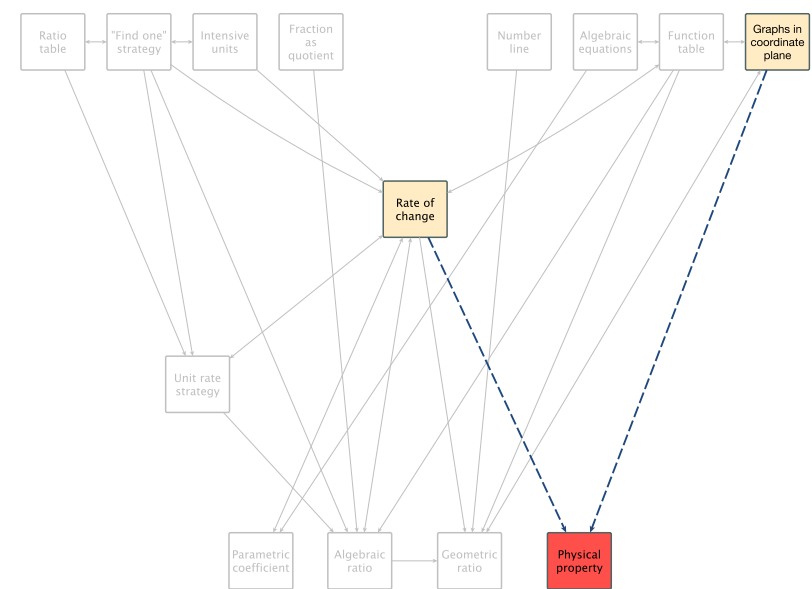 Ratio
table
"Find one"
strategy
Intensive
units
Fraction
as
quotient
Number
line
Algebraic
equations
Function
table
Graphs in
coordinate
plane
Rate of
change
Unit rate
strategy
Parametric
coefficient
Algebraic
ratio
Geometric
ratio
Physical
property